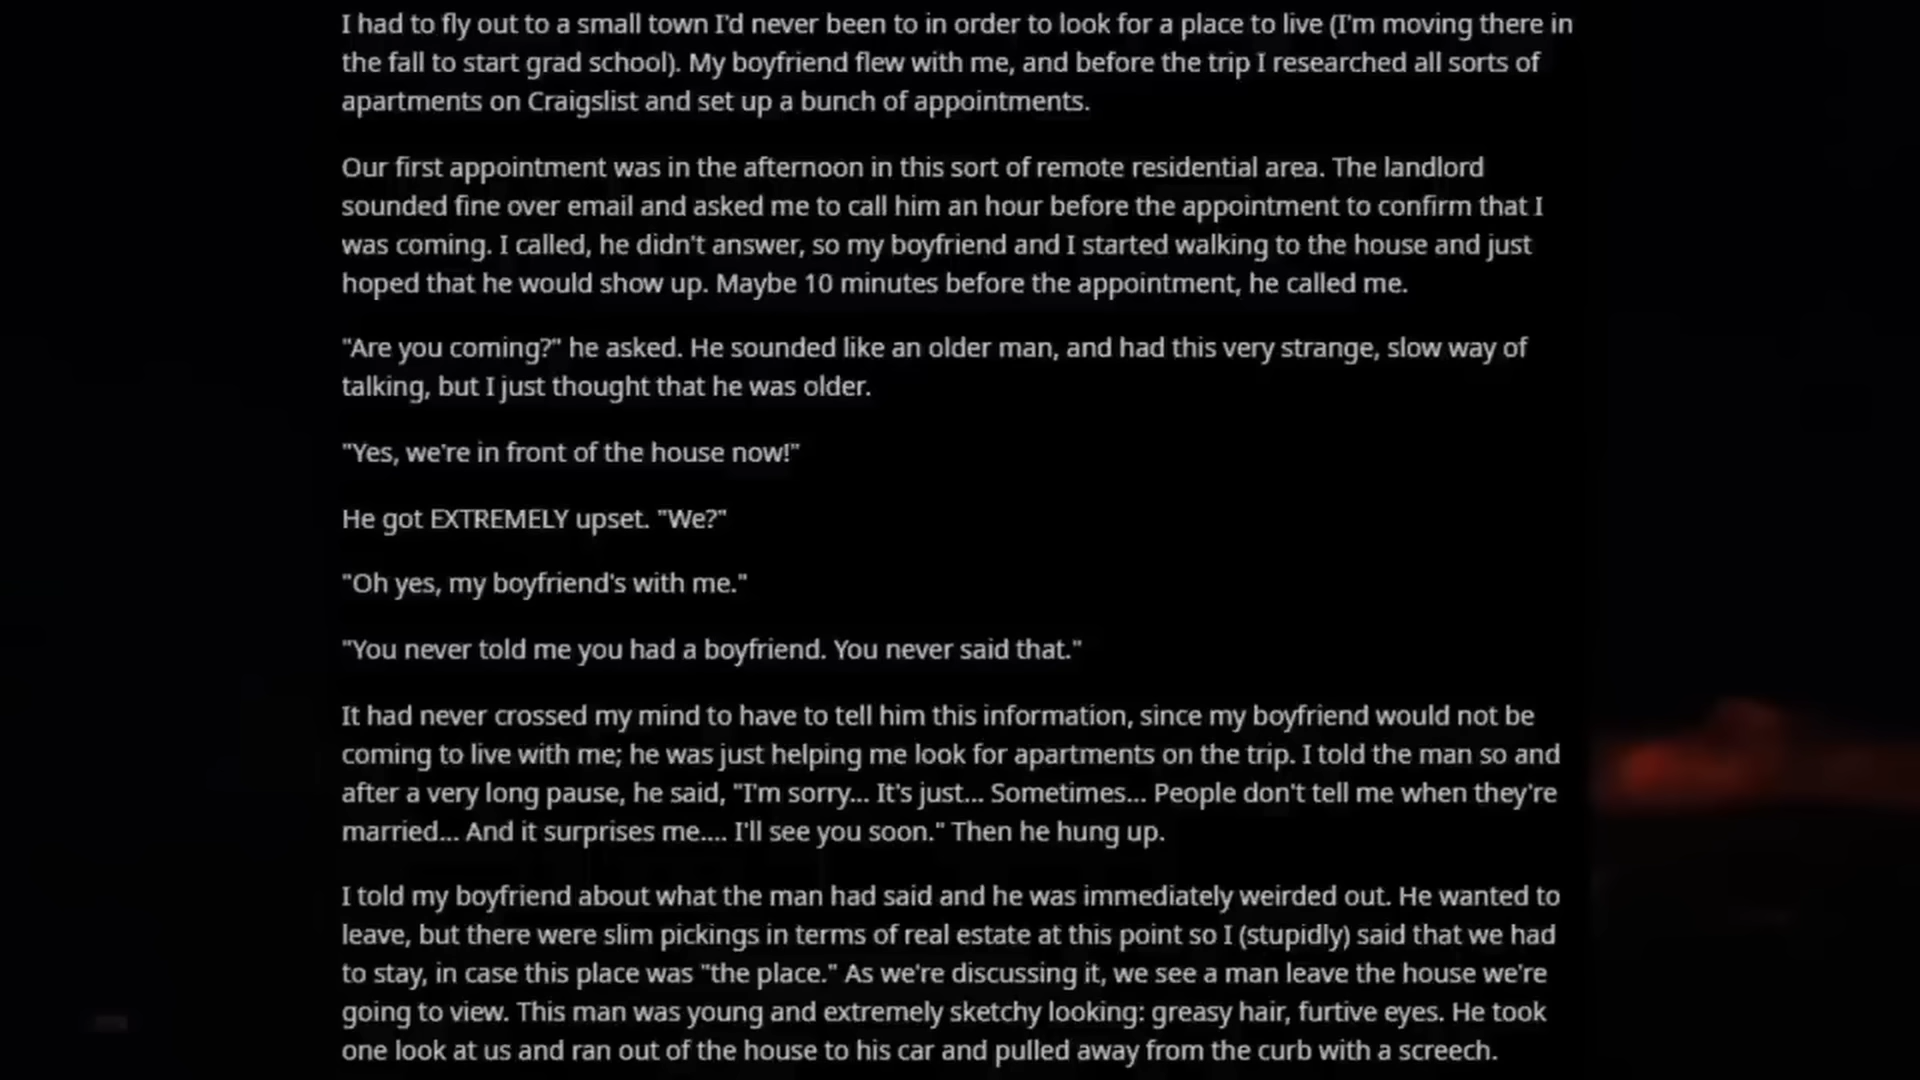 I had to fly out to a small town I'd never been to in order to look for a place to live (I'm moving there in
the fall to start grad school). My boyfriend flew with me, and before the trip I researched all sorts of
apartments on Craigslist and set up a bunch of appointments.
Our first appointment was in the afternoon in this sort of remote residential area. The landlord
sounded fine over email and asked me to call him an hour before the appointment to confirm that I
was coming. I called, he didn't answer, so my boyfriend and I started walking to the house and just
hoped that he would show up. Maybe 10 minutes before the appointment, he called me.
"Are you coming?" he asked. He sounded like an older man, and had this very strange, slow way of
talking, but I just thought that he was older.
"Yes, we're in front of the house now!"
He got EXTREMELY upset. "We?"
"Oh yes, my boyfriend's with me."
"You never told me you had a boyfriend. You never said that."
It had never crossed my mind to have to tell him this information, since my boyfriend would not be
coming to live with me; he was just helping me look for apartments on the trip. I told the man so and
after a very long pause, he said, "I'm sorry... It's just... Sometimes... People don't tell me when they're
married... And it surprises me.... I'll see you soon." Then he hung up.
I told my boyfriend about what the man had said and he was immediately weirded out. He wanted to
leave, but there were slim pickings in terms of real estate at this point so I (stupidly) said that we had
to stay, in case this place was "the place." As we're discussing it, we see a man leave the house we're
going to view. This man was young and extremely sketchy looking: greasy hair, furtive eyes. He took
one look at us and ran out of the house to his car and pulled away from the curb with a screech.